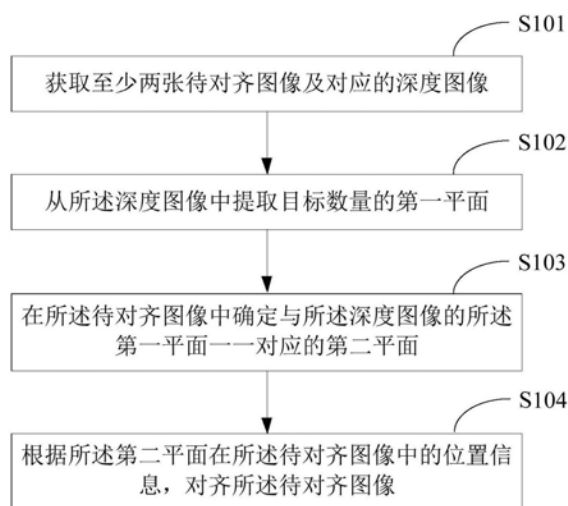 S101
获取至少两张待对齐图像及对应的深度图像
S102
从所述深度图像中提取目标数量的第一平面
S103
在所述待对齐图像中确定与所述深度图像的所述
第一平面一一对应的第二平面
S104
根据所述第二平面在所述待对齐图像中的位置信
息，对齐所述待对齐图像